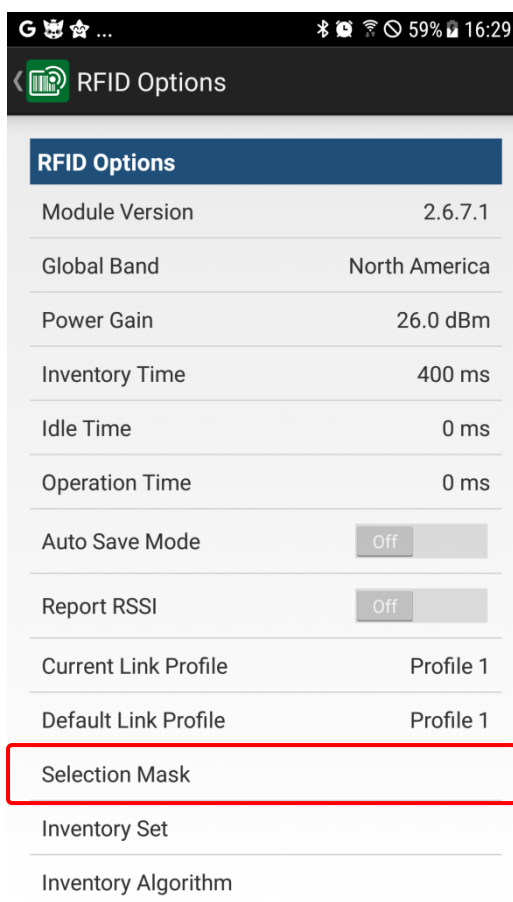 G ... 59% 16:29
RFID Options
RFID Options
Module Version 2.6.7.1
Global Band North America
Power Gain 26.0 dBm
Inventory Time 400 ms
Idle Time 0 ms
Operation Time 0 ms
Auto Save Mode Off
Report RSSI Off
Current Link Profile Profile 1
Default Link Profile Profile 1
Selection Mask
Inventory Set
Inventory Algorithm